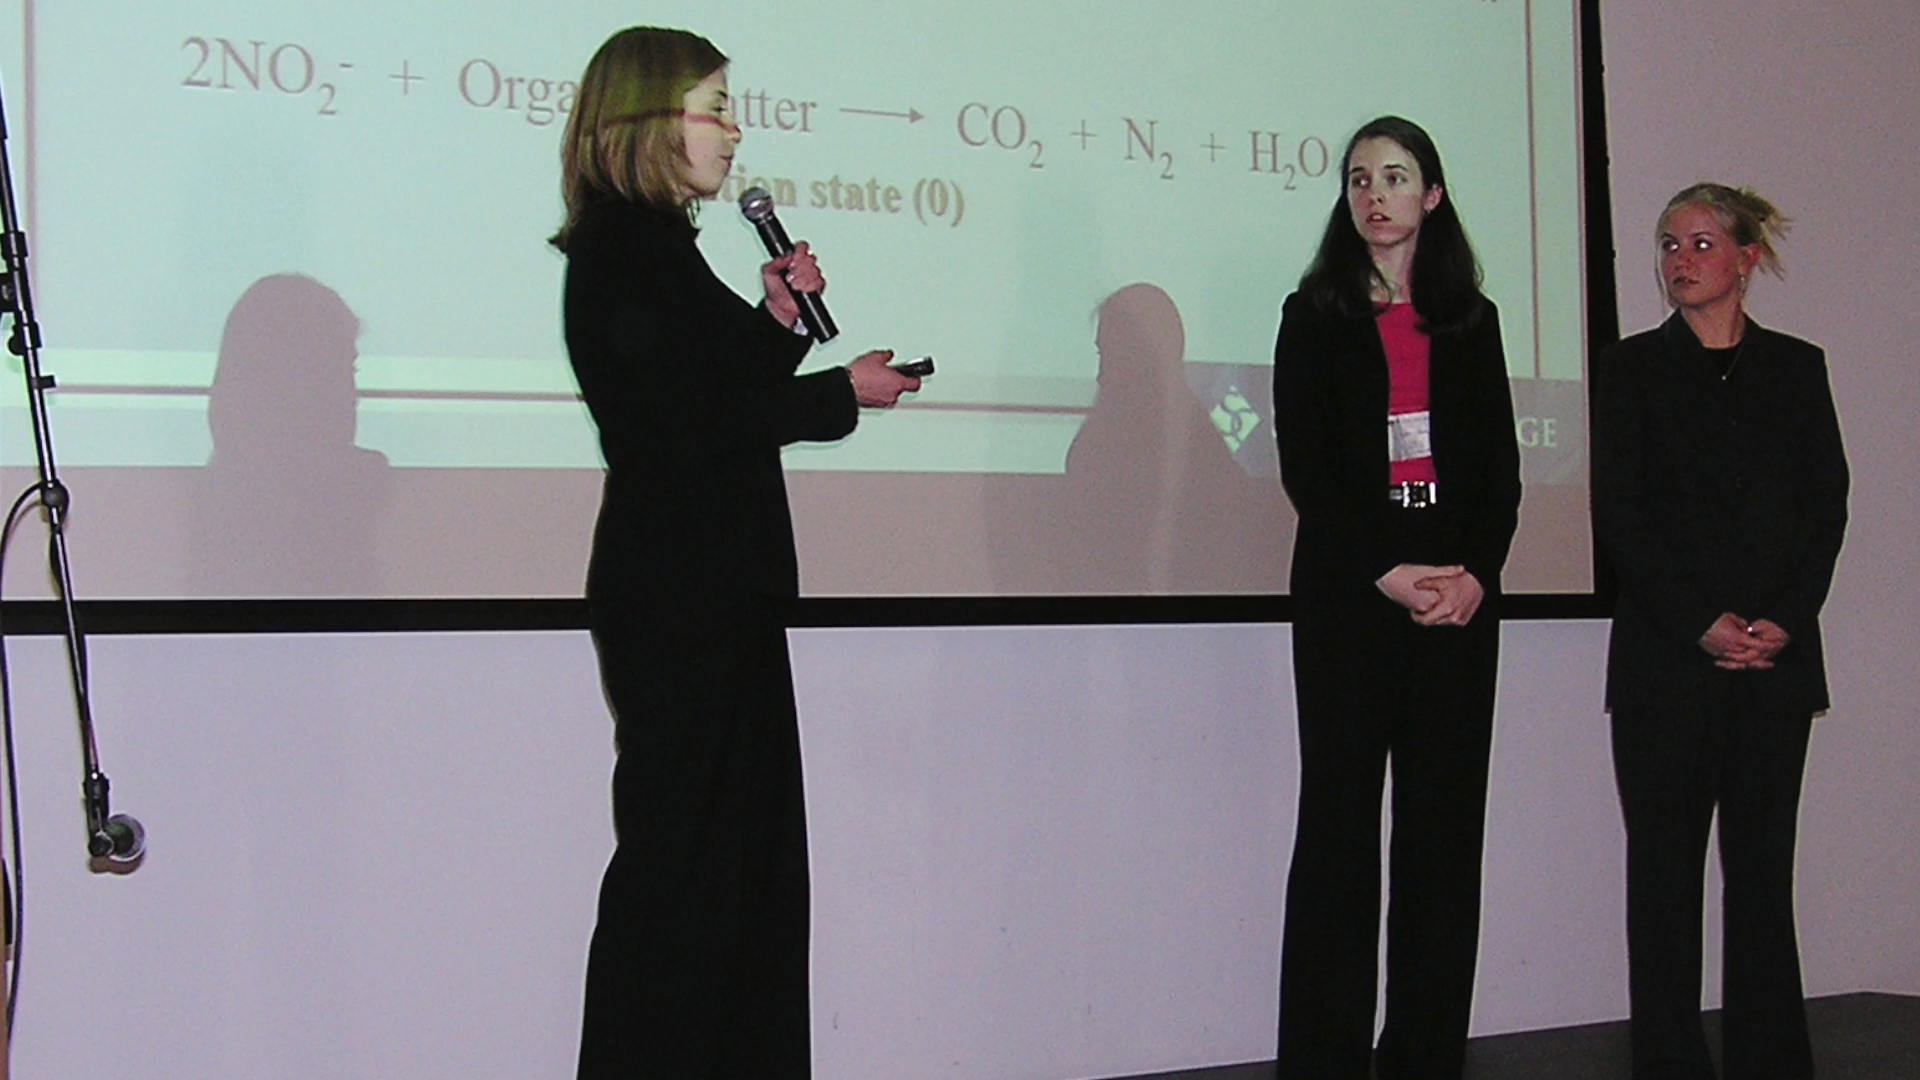 2NO₂⁻ + Orga atter ⟶ CO₂ + N₂ + H₂O
tion state (0)
GE